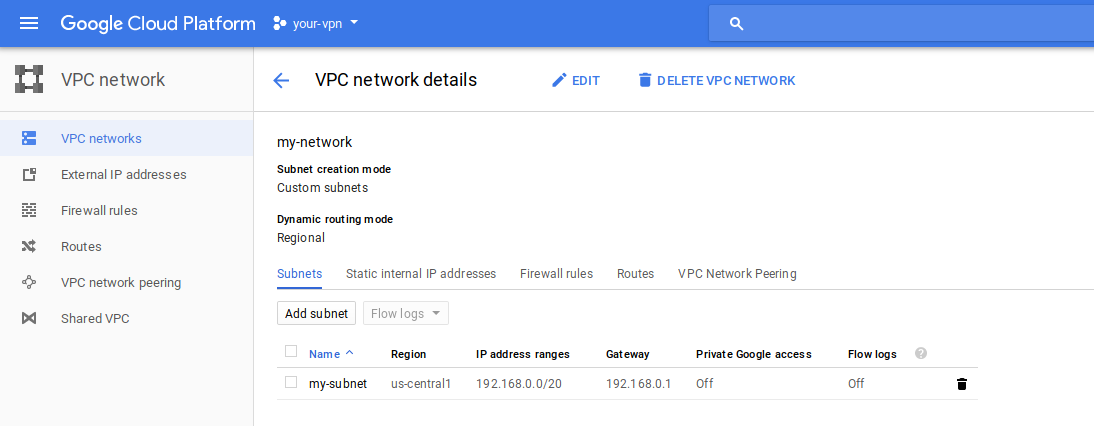 Google Cloud Platform your-vpn
VPC network
VPC network details EDIT DELETE VPC NETWORK
VPC networks
External IP addresses
Firewall rules
Routes
VPC network peering
Shared VPC
my-network
Subnet creation mode
Custom subnets
Dynamic routing mode
Regional
Subnets Static internal IP addresses Firewall rules Routes VPC Network Peering
Add subnet Flow logs
Name Region IP address ranges Gateway Private Google access Flow logs ?
my-subnet us-central1 192.168.0.0/20 192.168.0.1 Off Off